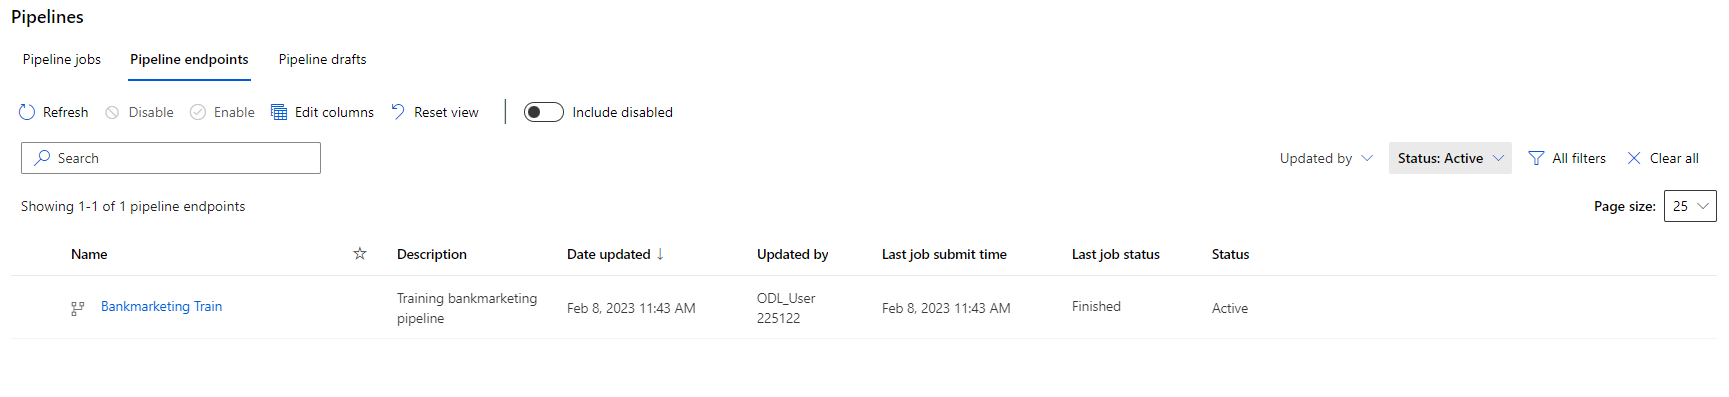 Pipelines
Pipeline jobs Pipeline endpoints Pipeline drafts
Refresh Disable Enable Edit columns Reset view Include disabled
Search Updated by Status: Active All filters Clear all
Showing 1-1 of 1 pipeline endpoints Page size: 25
Name Description Date updated ↓ Updated by Last job submit time Last job status Status
Bankmarketing Train Training bankmarketing pipeline Feb 8, 2023 11:43 AM ODL_User 225122 Feb 8, 2023 11:43 AM Finished Active